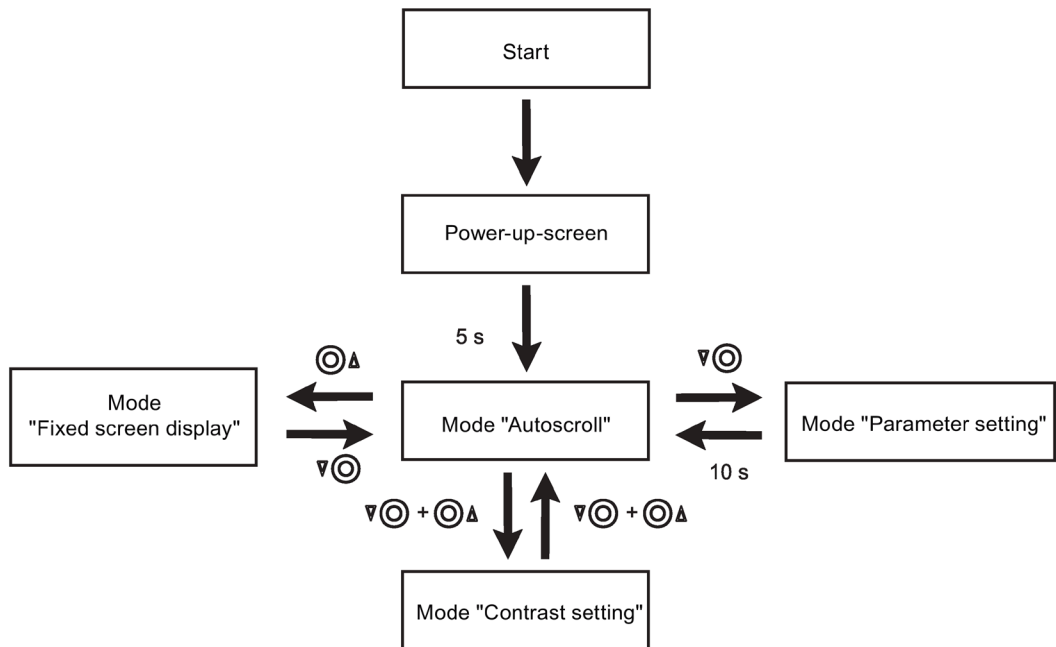 Start
Power-up-screen
5 s
Mode
"Fixed screen display"
Mode "Autoscroll"
Mode "Parameter setting"
10 s
+
+
Mode "Contrast setting"